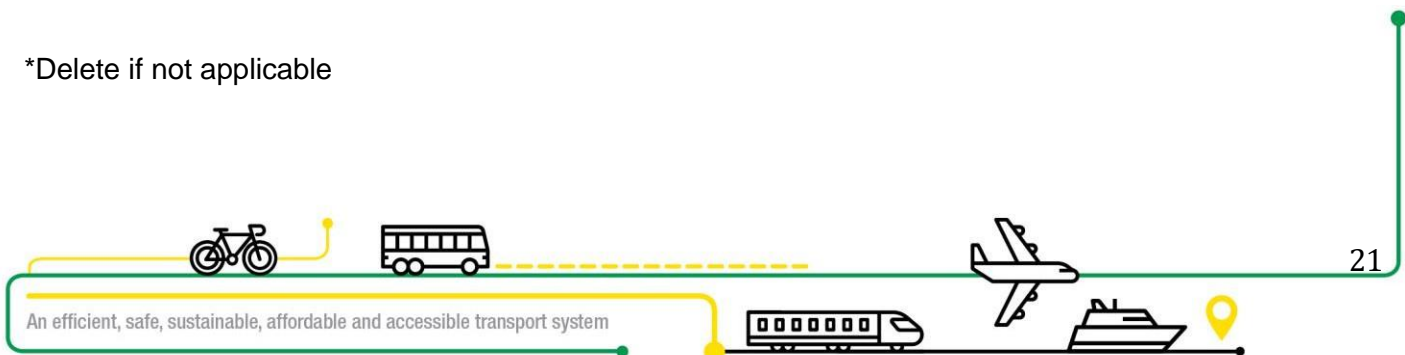 *Delete if not applicable
21
An efficient, safe, sustainable, affordable and accessible transport system